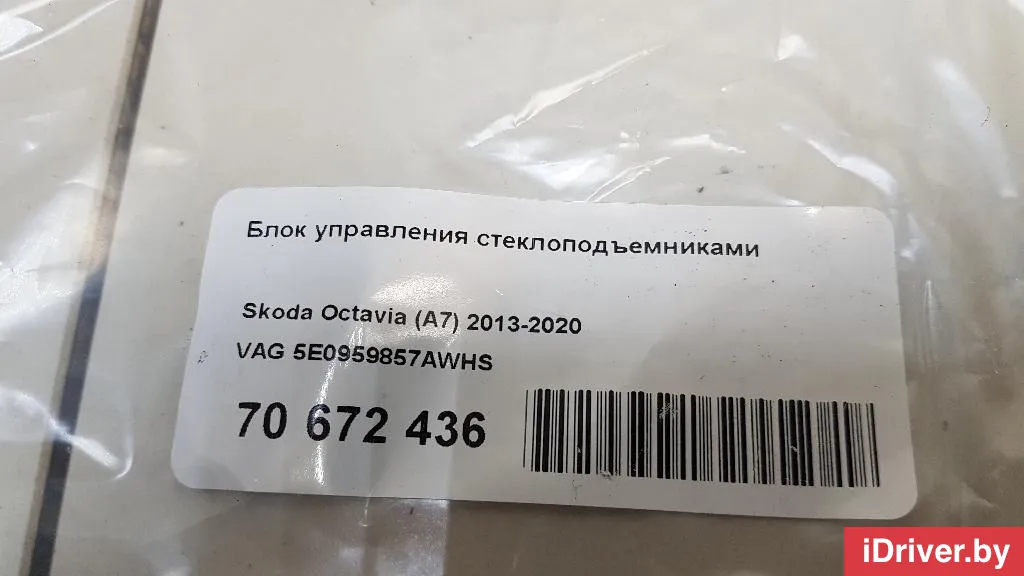 Блок управления стеклоподъемниками
Skoda Octavia (A7) 2013-2020
VAG 5E0959857AWHS
70 672 436
iDriver.by